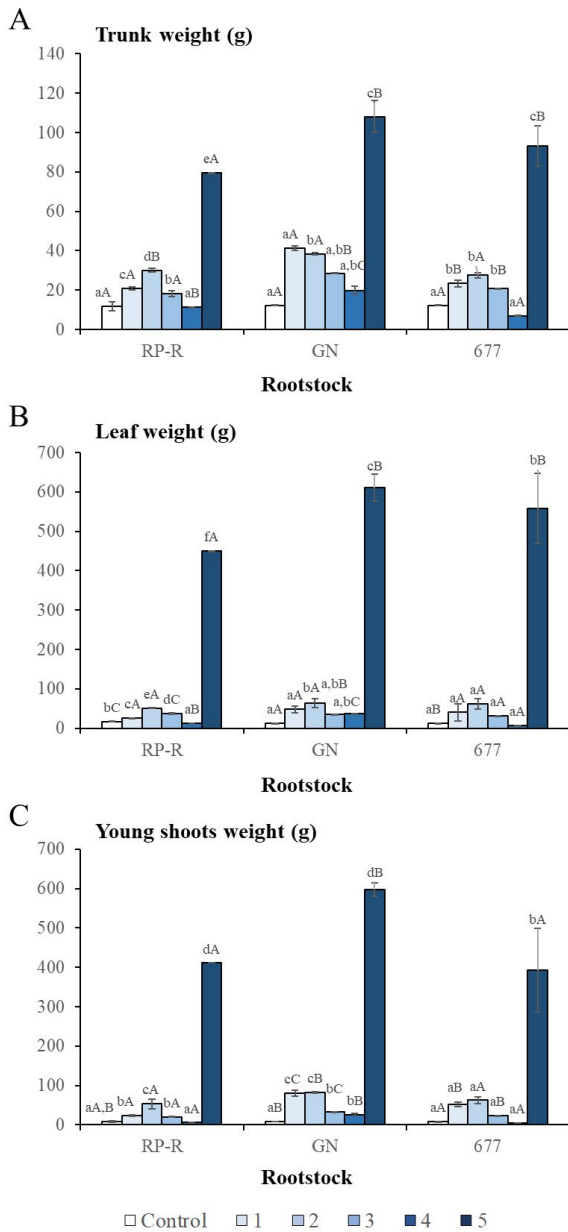 A
Trunk weight (g)
140
120
100
80
60
40
20
0
aA cA dB bA aB eA
aA aA bA a,bB a,bC cB
aA bB bA bB aA cB
RP-R GN 677
Rootstock
B
Leaf weight (g)
700
600
500
400
300
200
100
0
bC cA eA dC aB fA
aA aA bA a,bB a,bC cB
aB aA aA aA aA bB
RP-R GN 677
Rootstock
C
Young shoots weight (g)
700
600
500
400
300
200
100
0
aA,B bA cA bA aA dA
aB cC cB bC bB dB
aA aB aA aB aA bA
RP-R GN 677
Rootstock
Control 1 2 3 4 5